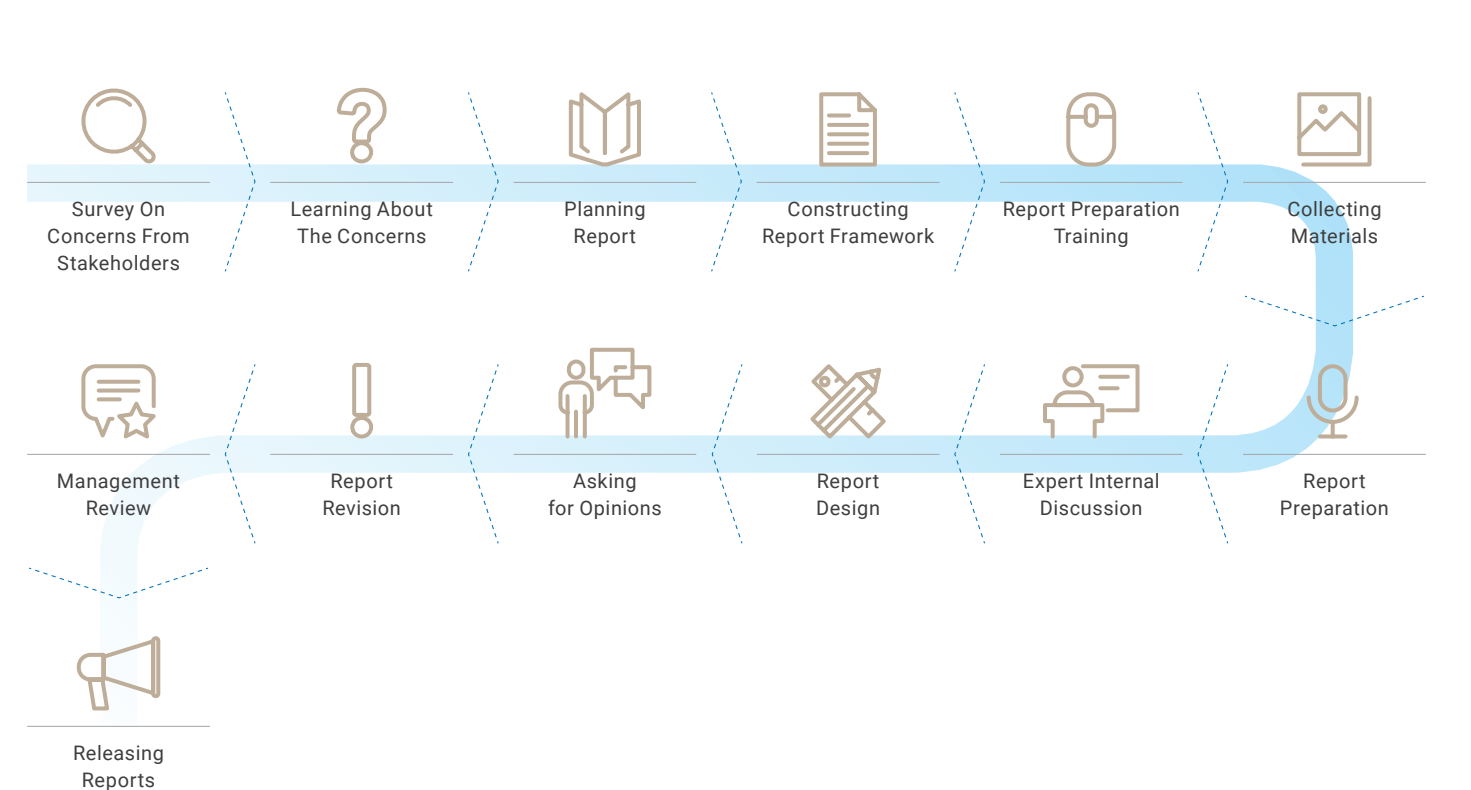 Survey On
Concerns From
Stakeholders
Learning About
The Concerns
Planning
Report
Constructing
Report Framework
Report Preparation
Training
Collecting
Materials
Report
Preparation
Expert Internal
Discussion
Report
Design
Asking
for Opinions
Report
Revision
Management
Review
Releasing
Reports